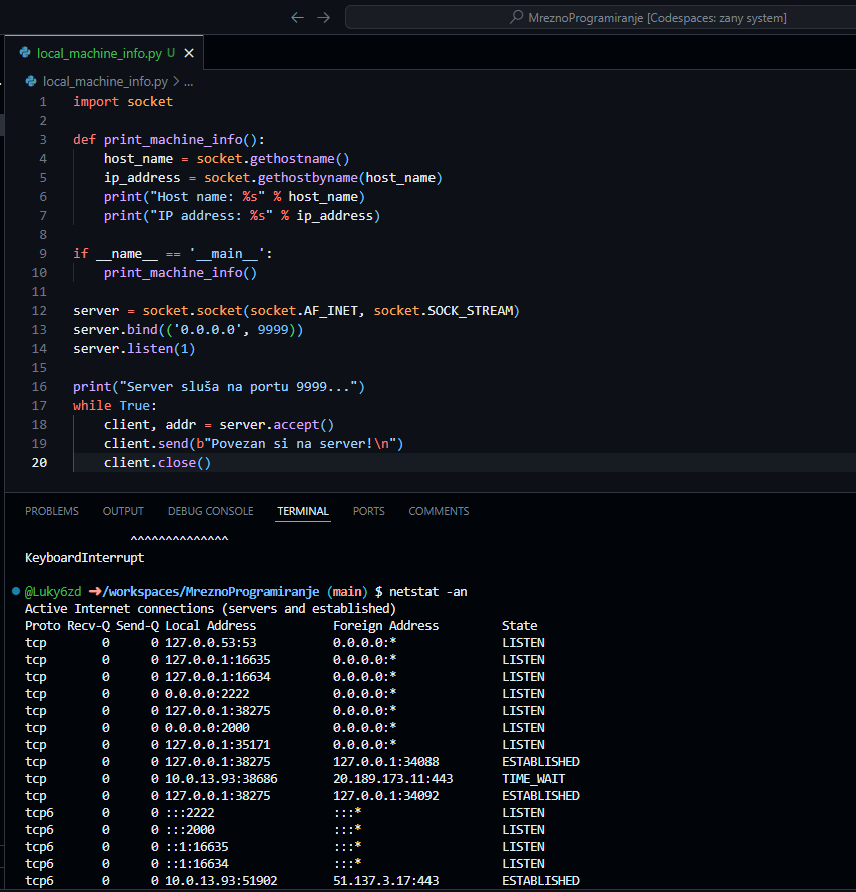 MreznoProgramiranje [Codespaces: zany system]
local_machine_info.py U
local_machine_info.py > ...
1 import socket
2
3 def print_machine_info():
4 host_name = socket.gethostname()
5 ip_address = socket.gethostbyname(host_name)
6 print("Host name: %s" % host_name)
7 print("IP address: %s" % ip_address)
8
9 if __name__ == '__main__':
10 print_machine_info()
11
12 server = socket.socket(socket.AF_INET, socket.SOCK_STREAM)
13 server.bind(('0.0.0.0', 9999))
14 server.listen(1)
15
16 print("Server sluša na portu 9999...")
17 while True:
18 client, addr = server.accept()
19 client.send(b"Povezan si na server!\n")
20 client.close()
PROBLEMS OUTPUT DEBUG CONSOLE TERMINAL PORTS COMMENTS
^^^^^^^^^^^^^^
KeyboardInterrupt
@Luky6zd ➜/workspaces/MreznoProgramiranje (main) $ netstat -an
Active Internet connections (servers and established)
Proto Recv-Q Send-Q Local Address Foreign Address State
tcp 0 0 127.0.0.53:53 0.0.0.0:* LISTEN
tcp 0 0 127.0.0.1:16635 0.0.0.0:* LISTEN
tcp 0 0 127.0.0.1:16634 0.0.0.0:* LISTEN
tcp 0 0 0.0.0.0:2222 0.0.0.0:* LISTEN
tcp 0 0 127.0.0.1:38275 0.0.0.0:* LISTEN
tcp 0 0 0.0.0.0:2000 0.0.0.0:* LISTEN
tcp 0 0 127.0.0.1:35171 0.0.0.0:* LISTEN
tcp 0 0 127.0.0.1:38275 127.0.0.1:34088 ESTABLISHED
tcp 0 0 10.0.13.93:38686 20.189.173.11:443 TIME_WAIT
tcp 0 0 127.0.0.1:38275 127.0.0.1:34092 ESTABLISHED
tcp6 0 0 :::2222 :::* LISTEN
tcp6 0 0 :::2000 :::* LISTEN
tcp6 0 0 ::1:16635 :::* LISTEN
tcp6 0 0 ::1:16634 :::* LISTEN
tcp6 0 0 10.0.13.93:51902 51.137.3.17:443 ESTABLISHED